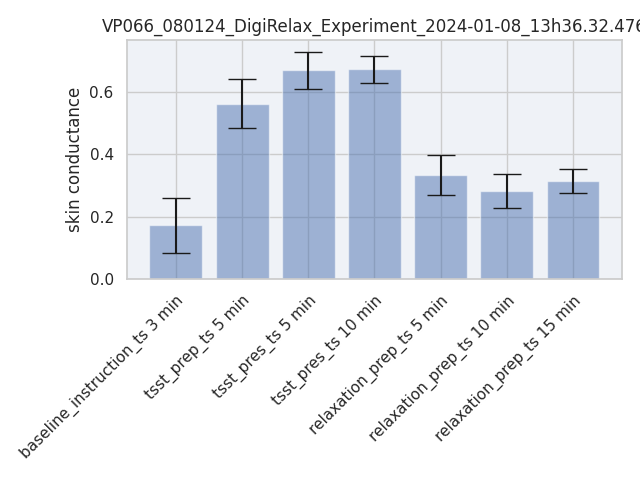 VP066_080124_DigiRelax_Experiment_2024-01-08_13h36.32.476
skin conductance
0.6
0.4
0.2
0.0
baseline_instruction_ts 3 min
tsst_prep_ts 5 min
tsst_pres_ts 5 min
tsst_pres_ts 10 min
relaxation_prep_ts 5 min
relaxation_prep_ts 10 min
relaxation_prep_ts 15 min